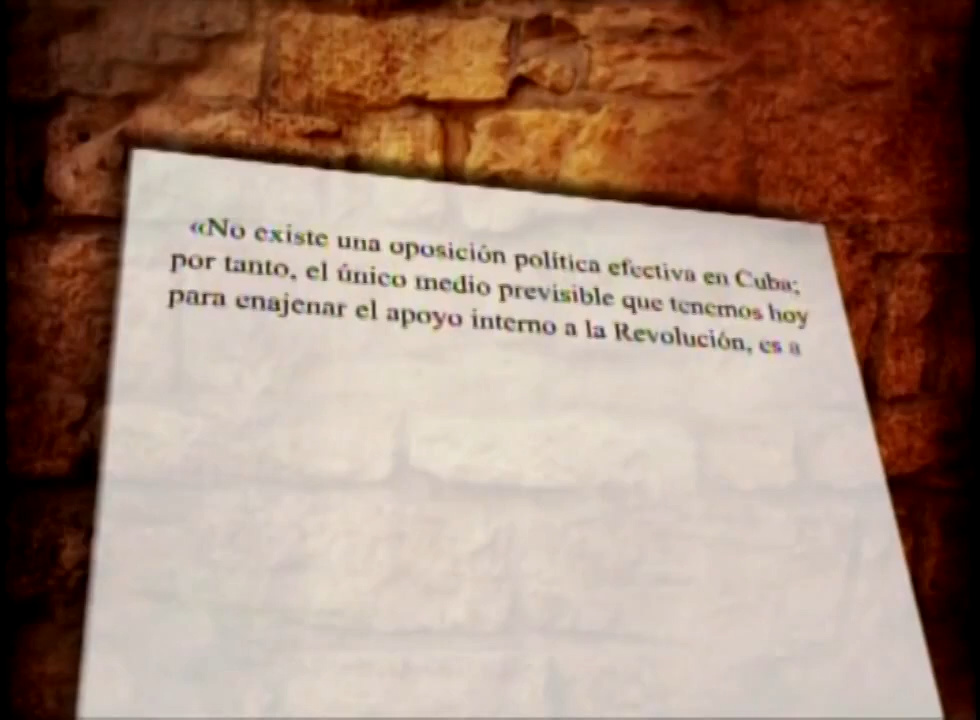 «No existe una oposición política efectiva en Cuba;
por tanto, el único medio previsible que tenemos hoy
para enajenar el apoyo interno a la Revolución, es a